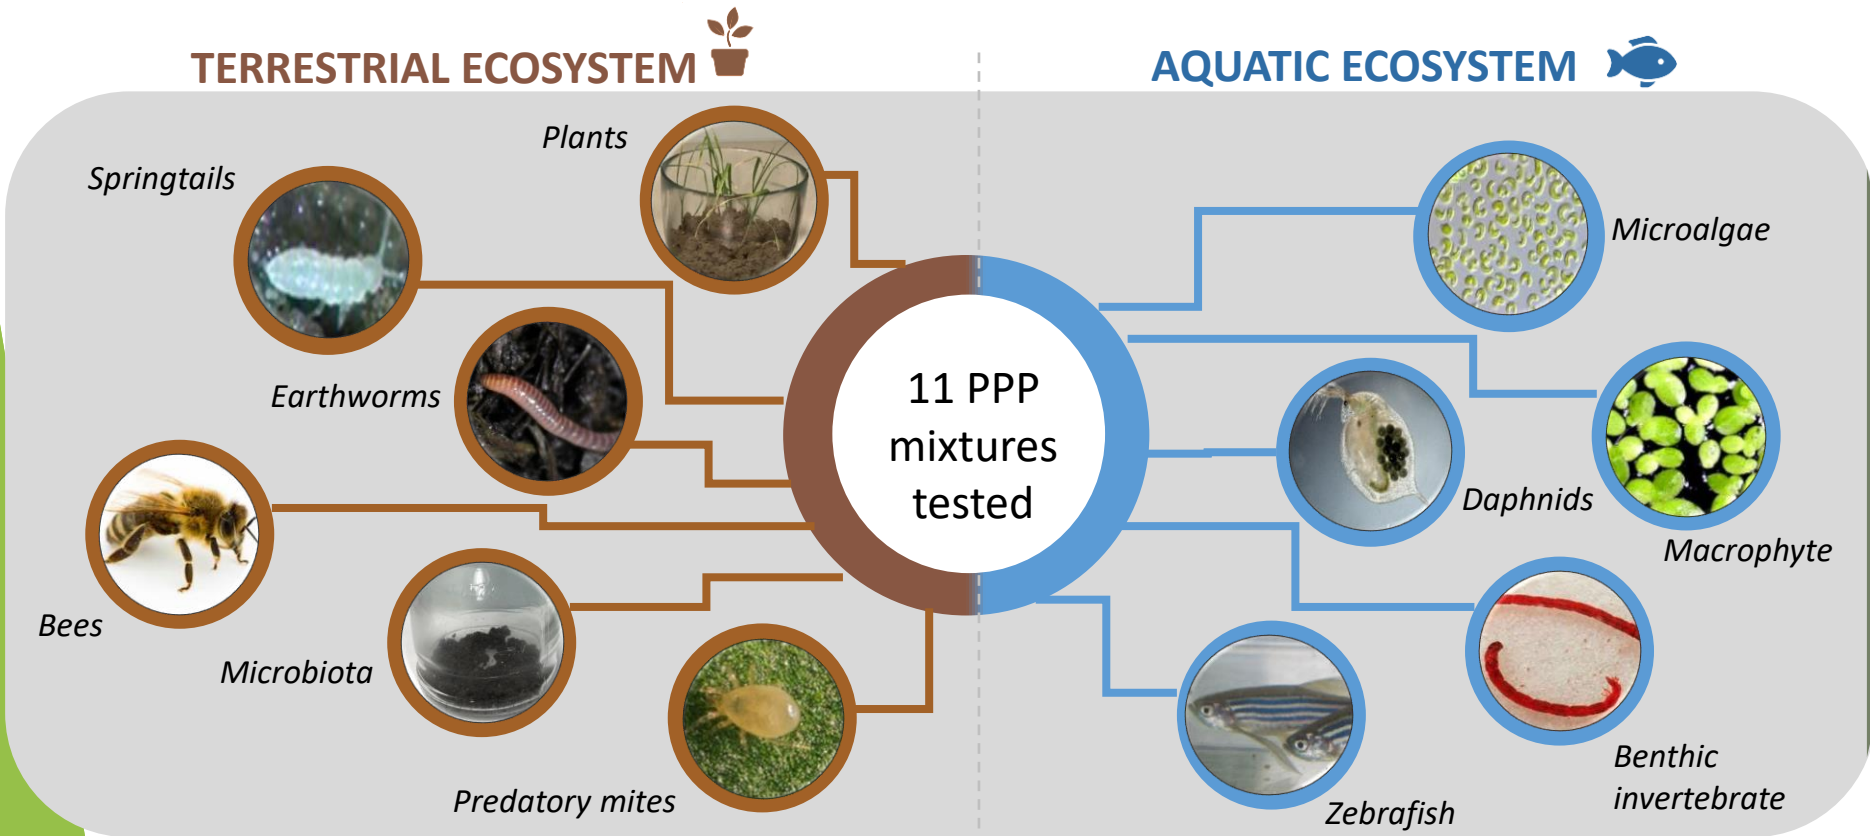 TERRESTRIAL ECOSYSTEM
AQUATIC ECOSYSTEM
Plants
Springtails
Earthworms
Bees
Microbiota
Predatory mites
11 PPP
mixtures
tested
Microalgae
Daphnids
Macrophyte
Benthic
invertebrate
Zebrafish